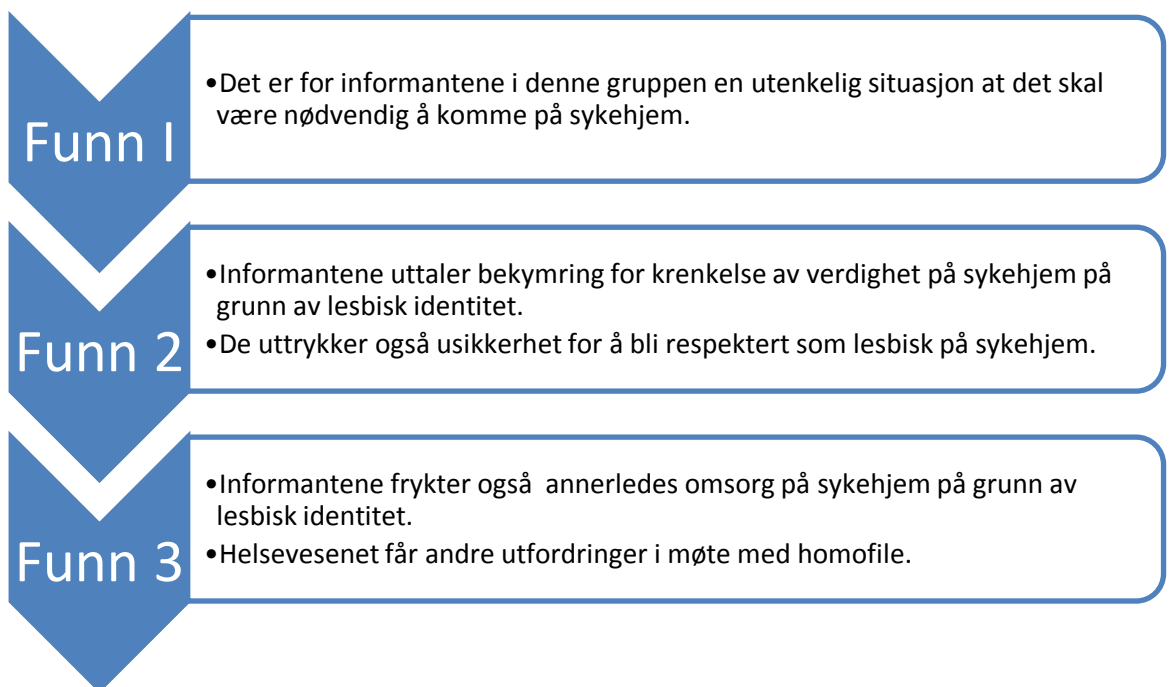 Funn I
•Det er for informantene i denne gruppen en utenkelig situasjon at det skal
være nødvendig å komme på sykehjem.
Funn 2
•Informantene uttaler bekymring for krenkelse av verdighet på sykehjem på
grunn av lesbisk identitet.
•De uttrykker også usikkerhet for å bli respektert som lesbisk på sykehjem.
Funn 3
•Informantene frykter også annerledes omsorg på sykehjem på grunn av
lesbisk identitet.
•Helsevesenet får andre utfordringer i møte med homofile.